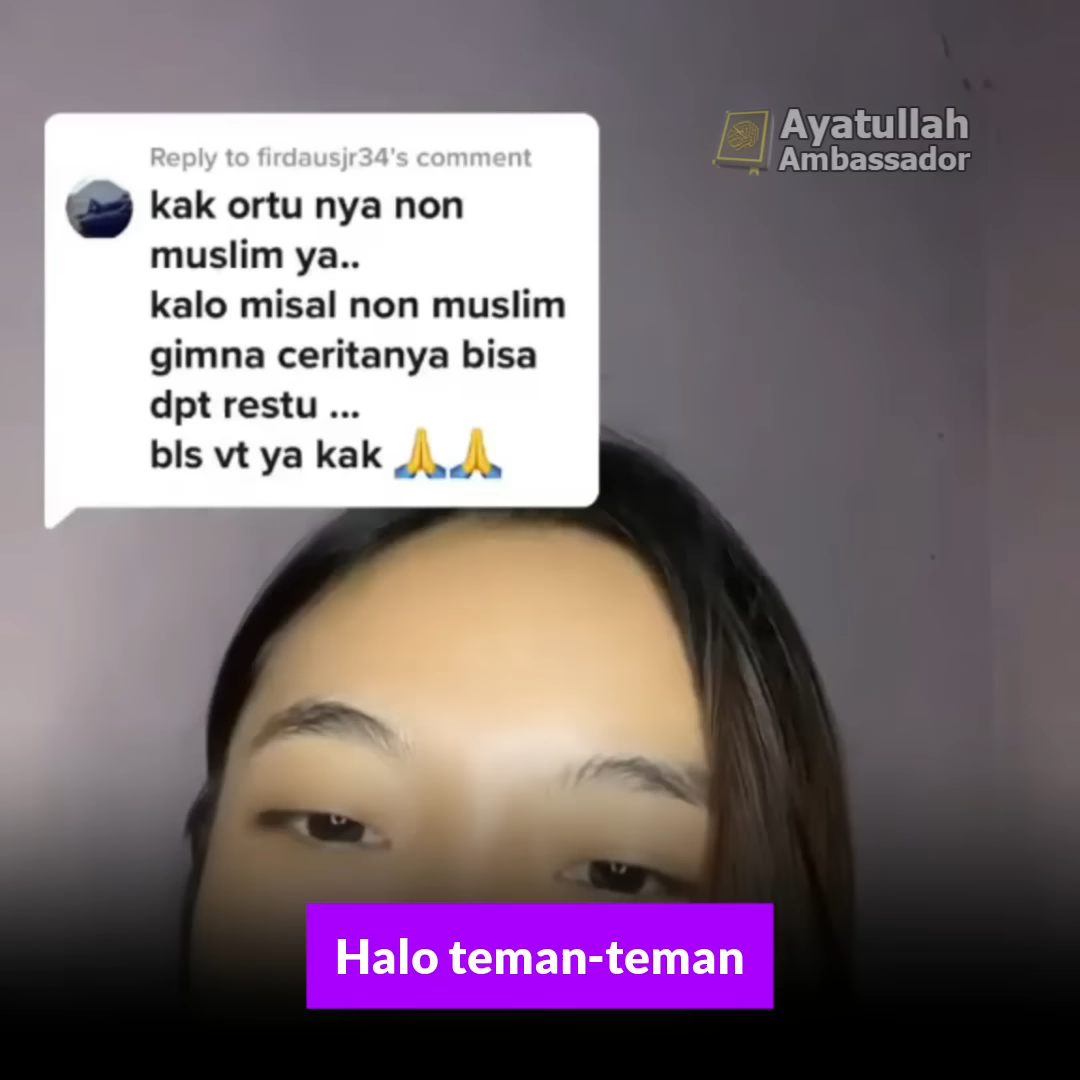 Reply to firdausjr34's comment
kak ortu nya non
muslim ya..
kalo misal non muslim
gimna ceritanya bisa
dpt restu ...
bls vt ya kak 🙏🙏
Ayatullah
Ambassador
Halo teman-teman